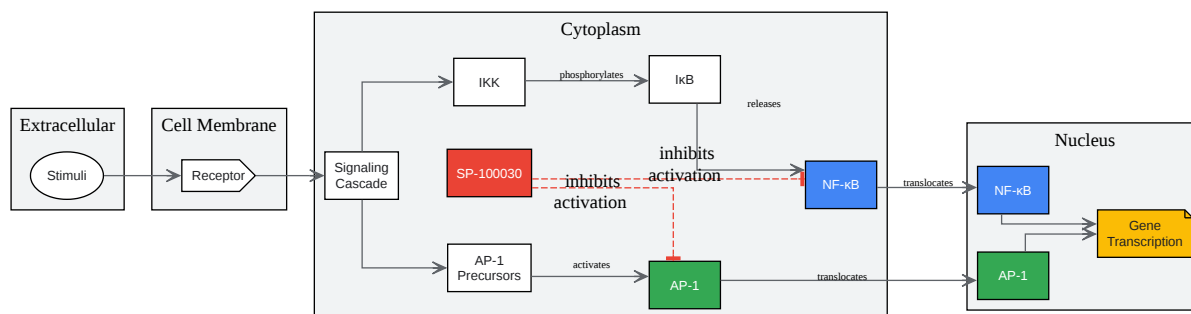 Extracellular
Stimuli
Cell Membrane
Receptor
Cytoplasm
Signaling
Cascade
IKK
phosphorylates
IκB
releases
SP-100030
inhibits
activation
inhibits
activation
NF-κB
AP-1
Precursors
activates
AP-1
translocates
translocates
Nucleus
NF-κB
AP-1
Gene
Transcription